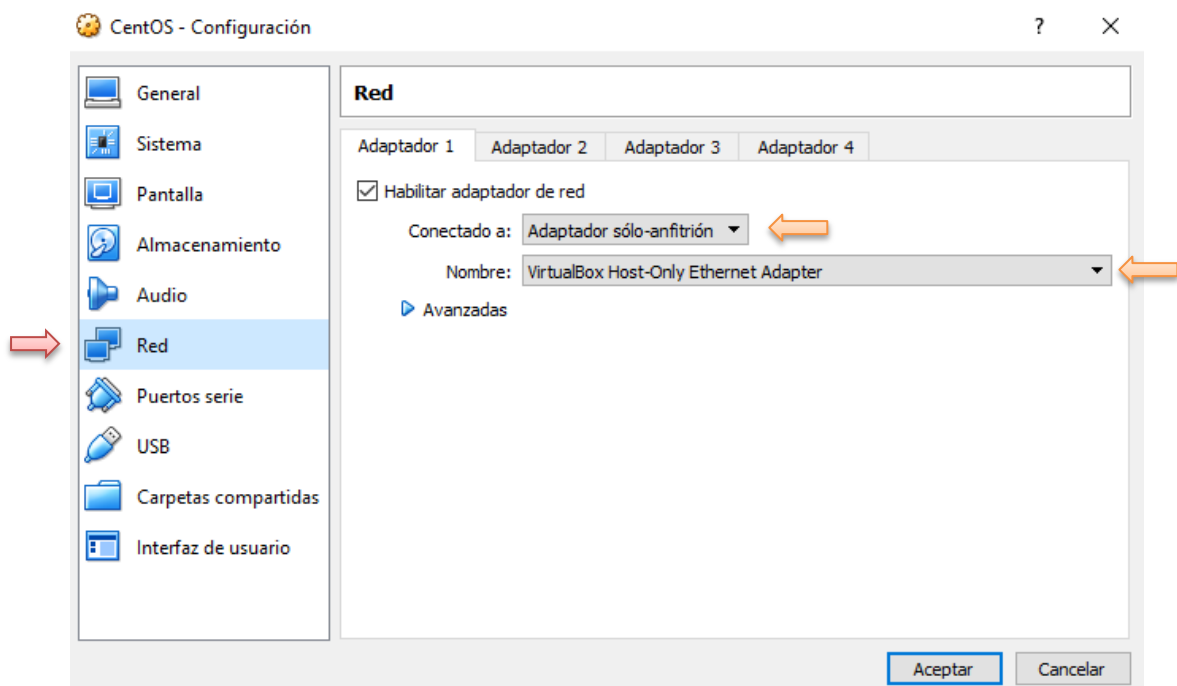 CentOS - Configuración
?
General
Sistema
Pantalla
Almacenamiento
Audio
Red
Puertos serie
USB
Carpetas compartidas
Interfaz de usuario
Red
Adaptador 1
Adaptador 2
Adaptador 3
Adaptador 4
Habilitar adaptador de red
Conectado a: Adaptador sólo-anfitrión
Nombre: VirtualBox Host-Only Ethernet Adapter
Avanzadas
Aceptar
Cancelar